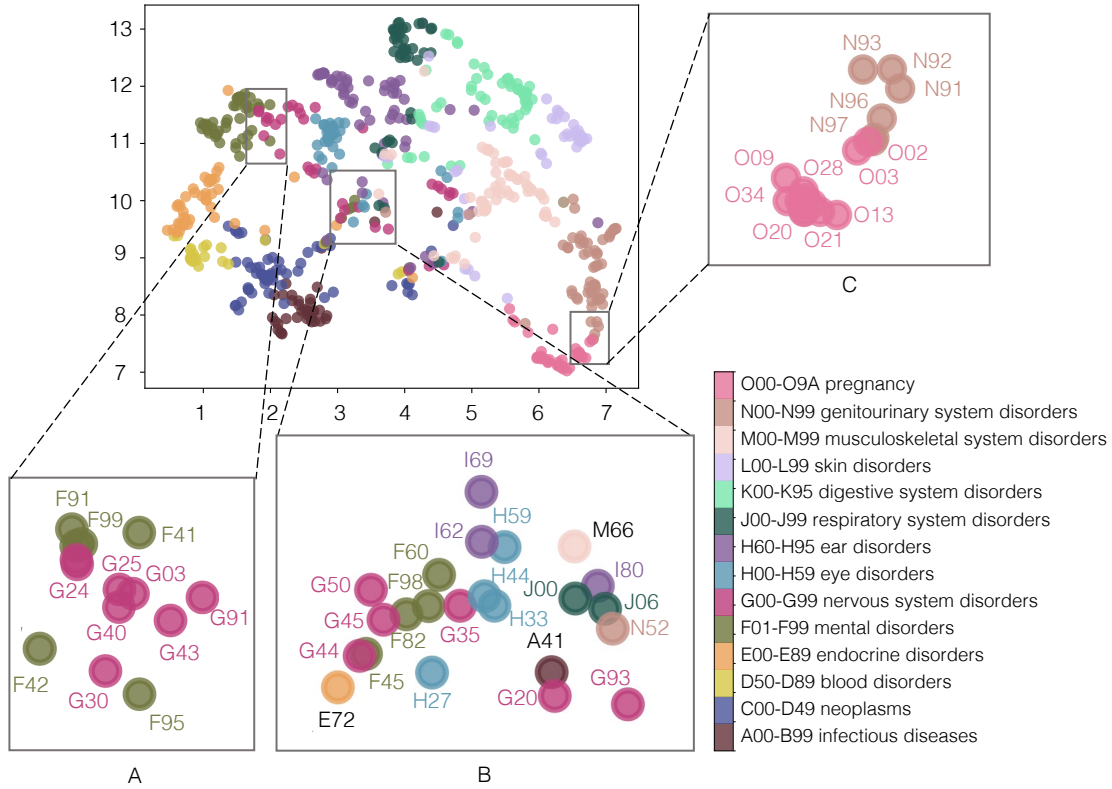 13
12
11
10
9
8
7
1 2 3 4 5 6 7
N93
N92
N91
N96
N97
O02
O03
O09
O28
O34
O13
O20
O21
C
O00-O9A pregnancy
N00-N99 genitourinary system disorders
M00-M99 musculoskeletal system disorders
L00-L99 skin disorders
K00-K95 digestive system disorders
J00-J99 respiratory system disorders
H60-H95 ear disorders
H00-H59 eye disorders
G00-G99 nervous system disorders
F01-F99 mental disorders
E00-E89 endocrine disorders
D50-D89 blood disorders
C00-D49 neoplasms
A00-B99 infectious diseases
F91
F99
F41
G25
G03
G24
G91
G40
G43
F42
G30
F95
A
I69
I62
H59
M66
F60
H44
I80
G50
F98
J00
J06
G45
H33
N52
F82
G35
G44
A41
F45
H27
G20
G93
E72
B